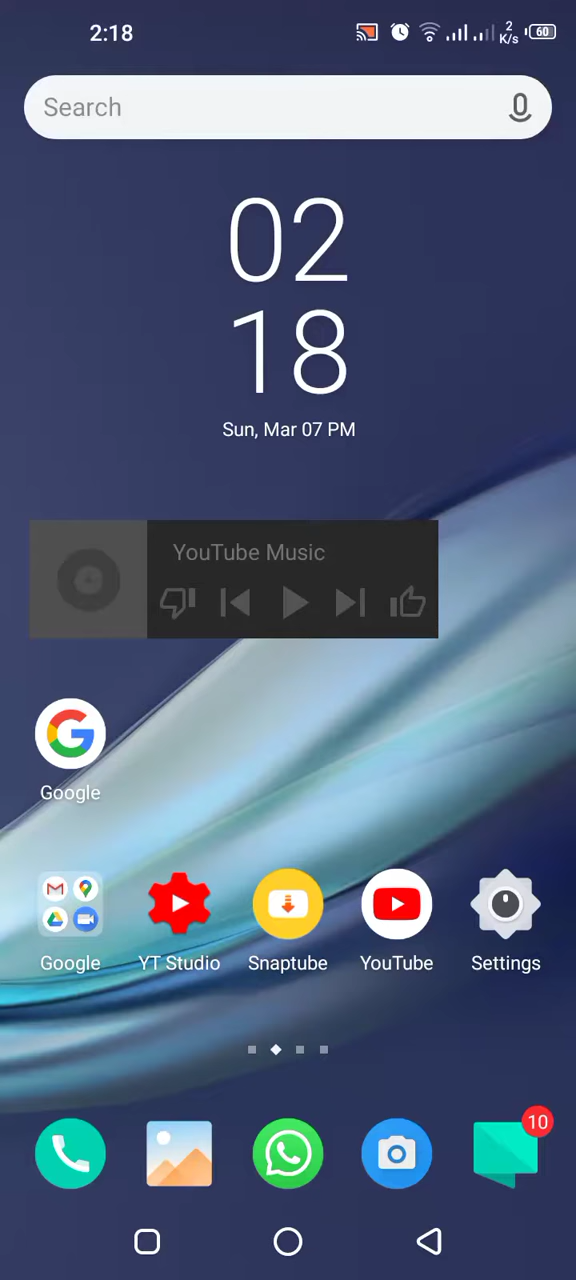 2:18
2
K/s
60
Search
02
18
Sun, Mar 07 PM
YouTube Music
Google
Google
YT Studio
Snaptube
YouTube
Settings
10